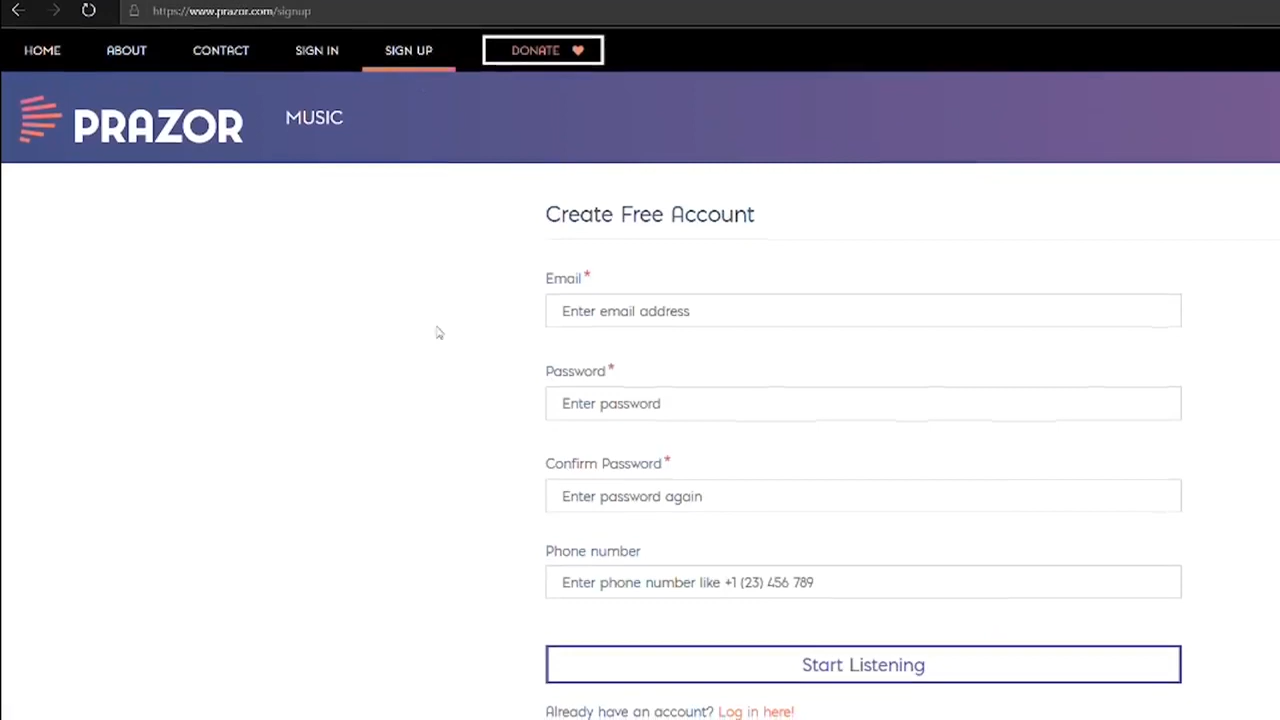 https://www.prazor.com/signup
HOME ABOUT CONTACT SIGN IN SIGN UP DONATE
PRAZOR MUSIC
Create Free Account
Email*
Enter email address
Password*
Enter password
Confirm Password*
Enter password again
Phone number
Enter phone number like +1 (23) 456 789
Start Listening
Already have an account? Log in here!